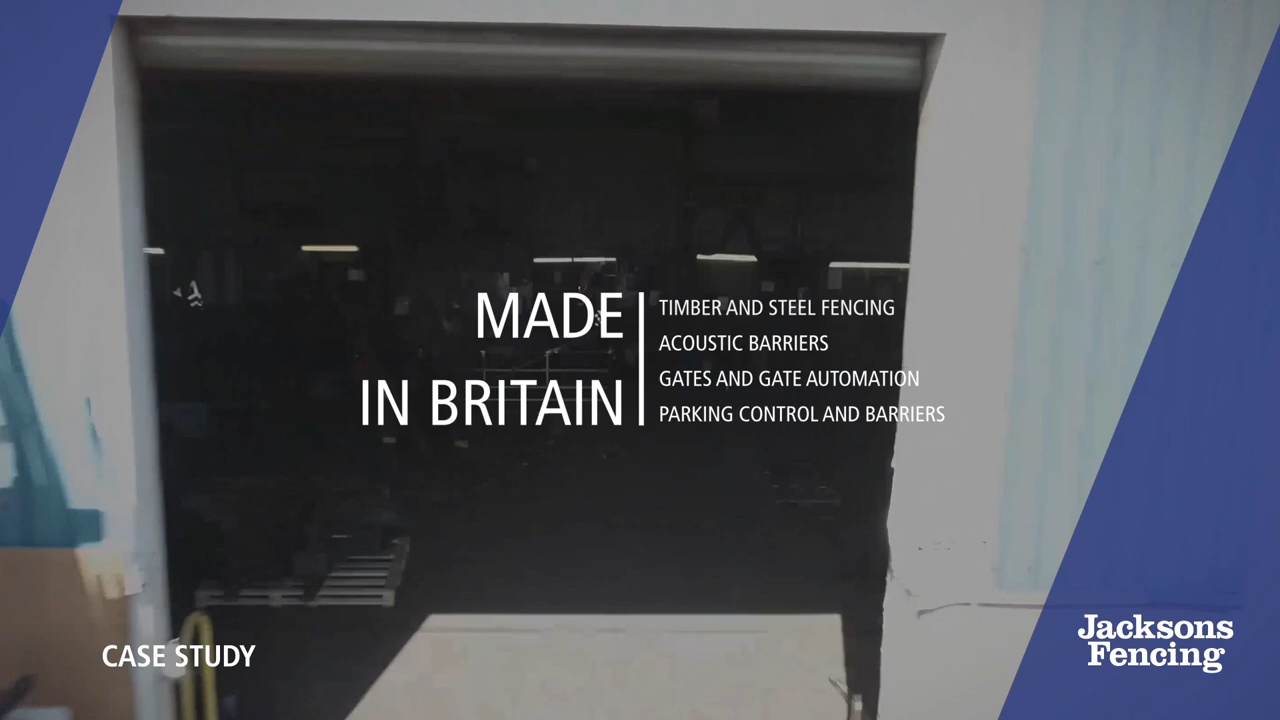 MADE
IN BRITAIN
TIMBER AND STEEL FENCING
ACOUSTIC BARRIERS
GATES AND GATE AUTOMATION
PARKING CONTROL AND BARRIERS
CASE STUDY
Jacksons
Fencing